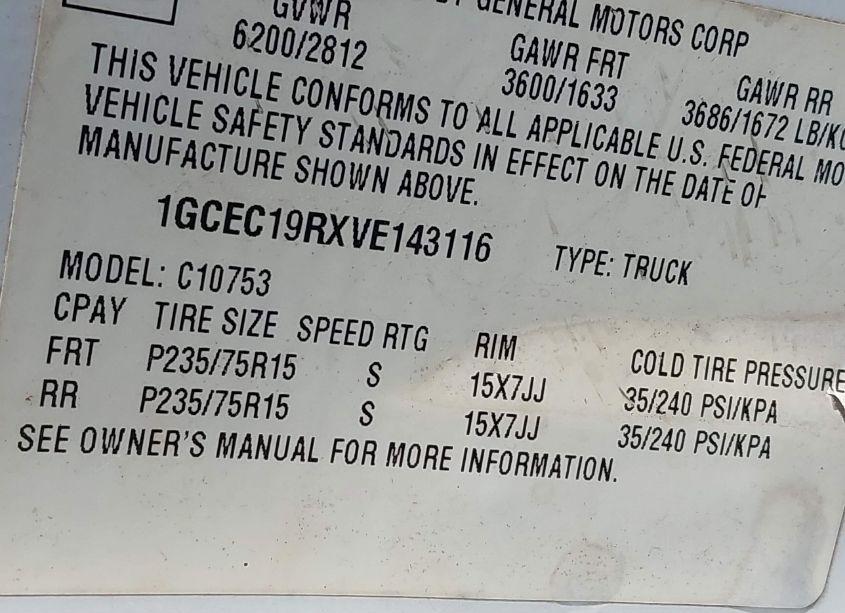 GENERAL MOTORS CORP
GVWR GAWR FRT GAWR RR
6200/2812 3600/1633 3686/1672 LB/KG
THIS VEHICLE CONFORMS TO ALL APPLICABLE U.S. FEDERAL MO
VEHICLE SAFETY STANDARDS IN EFFECT ON THE DATE OF
MANUFACTURE SHOWN ABOVE.
1GCEC19RXVE143116 TYPE: TRUCK
MODEL: C10753
CPAY TIRE SIZE SPEED RTG RIM COLD TIRE PRESSURE
FRT P235/75R15 S 15X7JJ 35/240 PSI/KPA
RR P235/75R15 S 15X7JJ 35/240 PSI/KPA
SEE OWNER'S MANUAL FOR MORE INFORMATION.